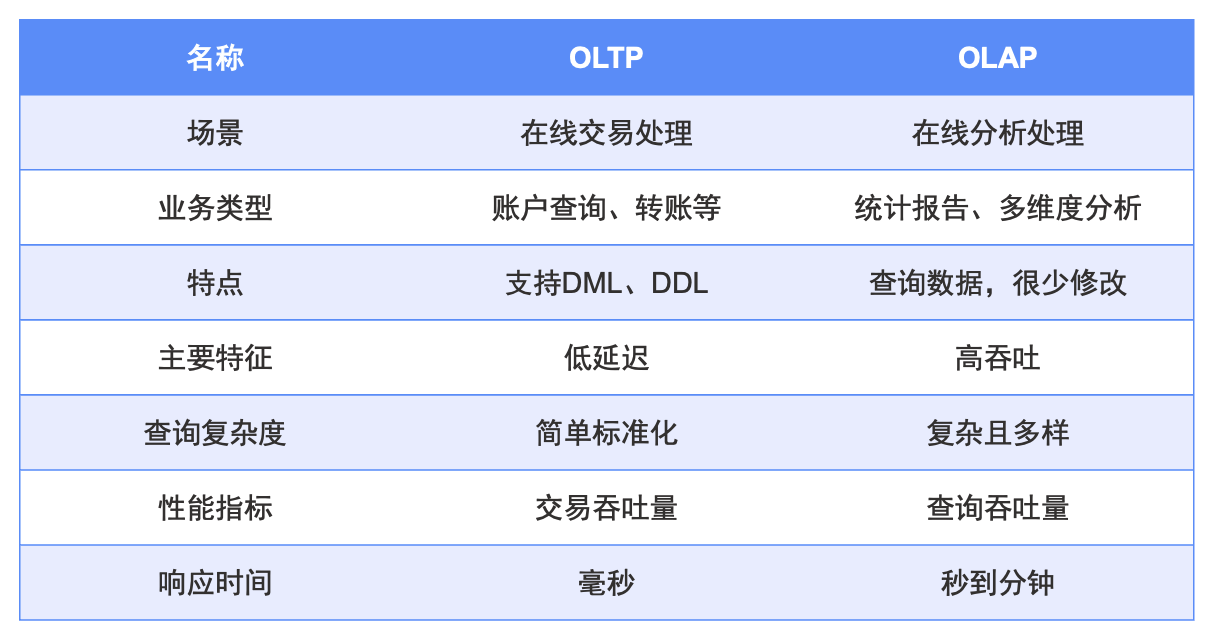 名称 OLTP OLAP
场景 在线交易处理 在线分析处理
业务类型 账户查询、转账等 统计报告、多维度分析
特点 支持DML、DDL 查询数据，很少修改
主要特征 低延迟 高吞吐
查询复杂度 简单标准化 复杂且多样
性能指标 交易吞吐量 查询吞吐量
响应时间 毫秒 秒到分钟